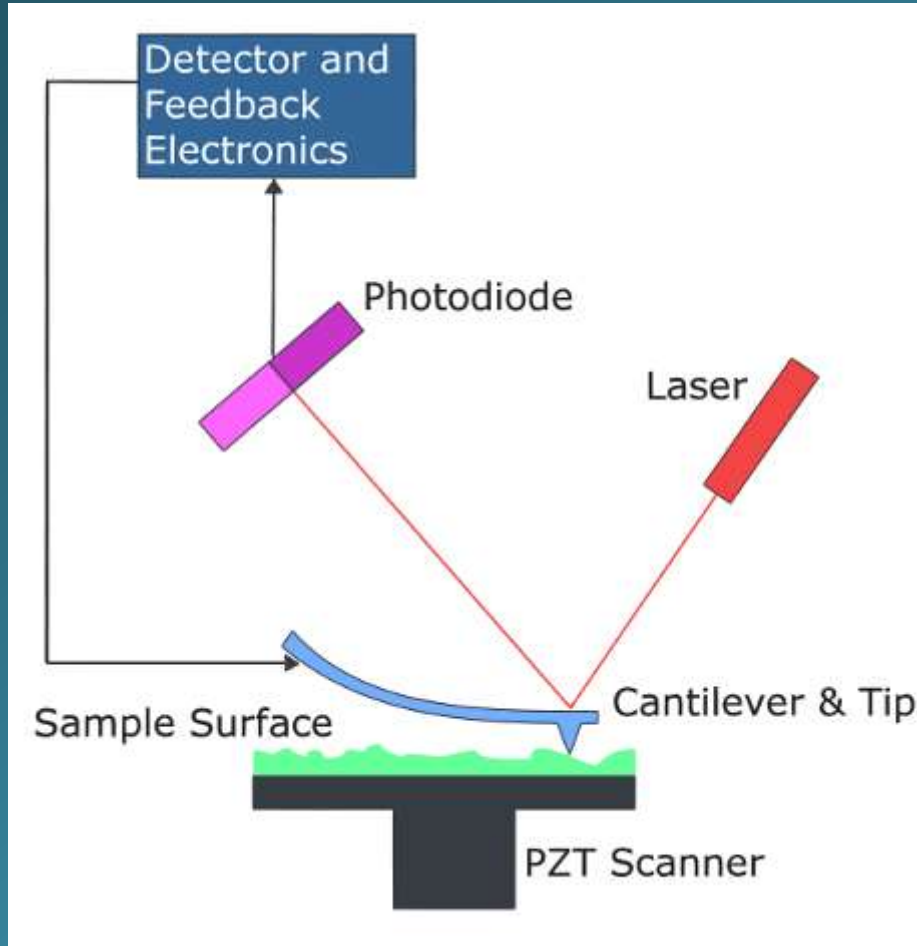 Detector and
Feedback
Electronics
Photodiode
Laser
Cantilever & Tip
Sample Surface
PZT Scanner